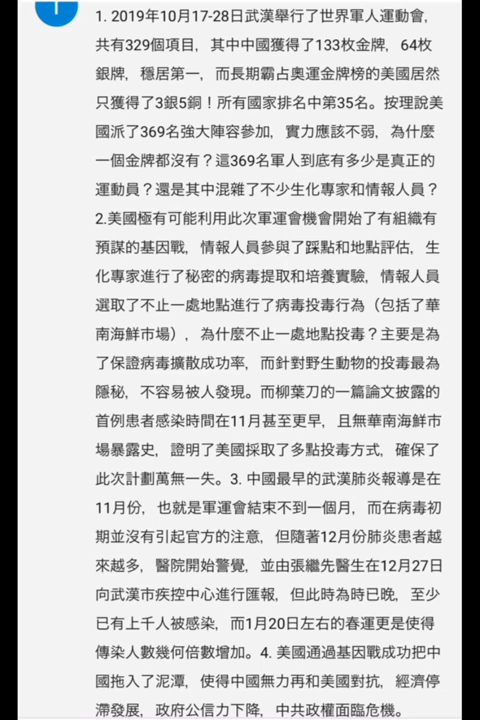 1. 2019年10月17-28日武漢舉行了世界軍人運動會，
共有329個項目，其中中國獲得了133枚金牌，64枚
銀牌，穩居第一，而長期霸占奧運金牌榜的美國居然
只獲得了3銀5銅！所有國家排名中第35名。按理說美
國派了369名強大陣容參加，實力應該不弱，為什麼
一個金牌都沒有？這369名軍人到底有多少是真正的
運動員？還是其中混雜了不少生化專家和情報人員？
2.美國極有可能利用此次軍運會機會開始了有組織有
預謀的基因戰，情報人員參與了踩點和地點評估，生
化專家進行了秘密的病毒提取和培養實驗，情報人員
選取了不止一處地點進行了病毒投毒行為（包括了華
南海鮮市場），為什麼不止一處地點投毒？主要是為
了保證病毒擴散成功率，而針對野生動物的投毒最為
隱秘，不容易被人發現。而柳葉刀的一篇論文披露的
首例患者感染時間在11月甚至更早，且無華南海鮮市
場暴露史，證明了美國採取了多點投毒方式，確保了
此次計劃萬無一失。3. 中國最早的武漢肺炎報導是在
11月份，也就是軍運會結束不到一個月，而在病毒初
期並沒有引起官方的注意，但隨著12月份肺炎患者越
來越多，醫院開始警覺，並由張繼先醫生在12月27日
向武漢市疾控中心進行匯報，但此時為時已晚，至少
已有上千人被感染，而1月20日左右的春運更是使得
傳染人數幾何倍數增加。4. 美國通過基因戰成功把中
國拖入了泥潭，使得中國無力再和美國對抗，經濟停
滯發展，政府公信力下降，中共政權面臨危機。